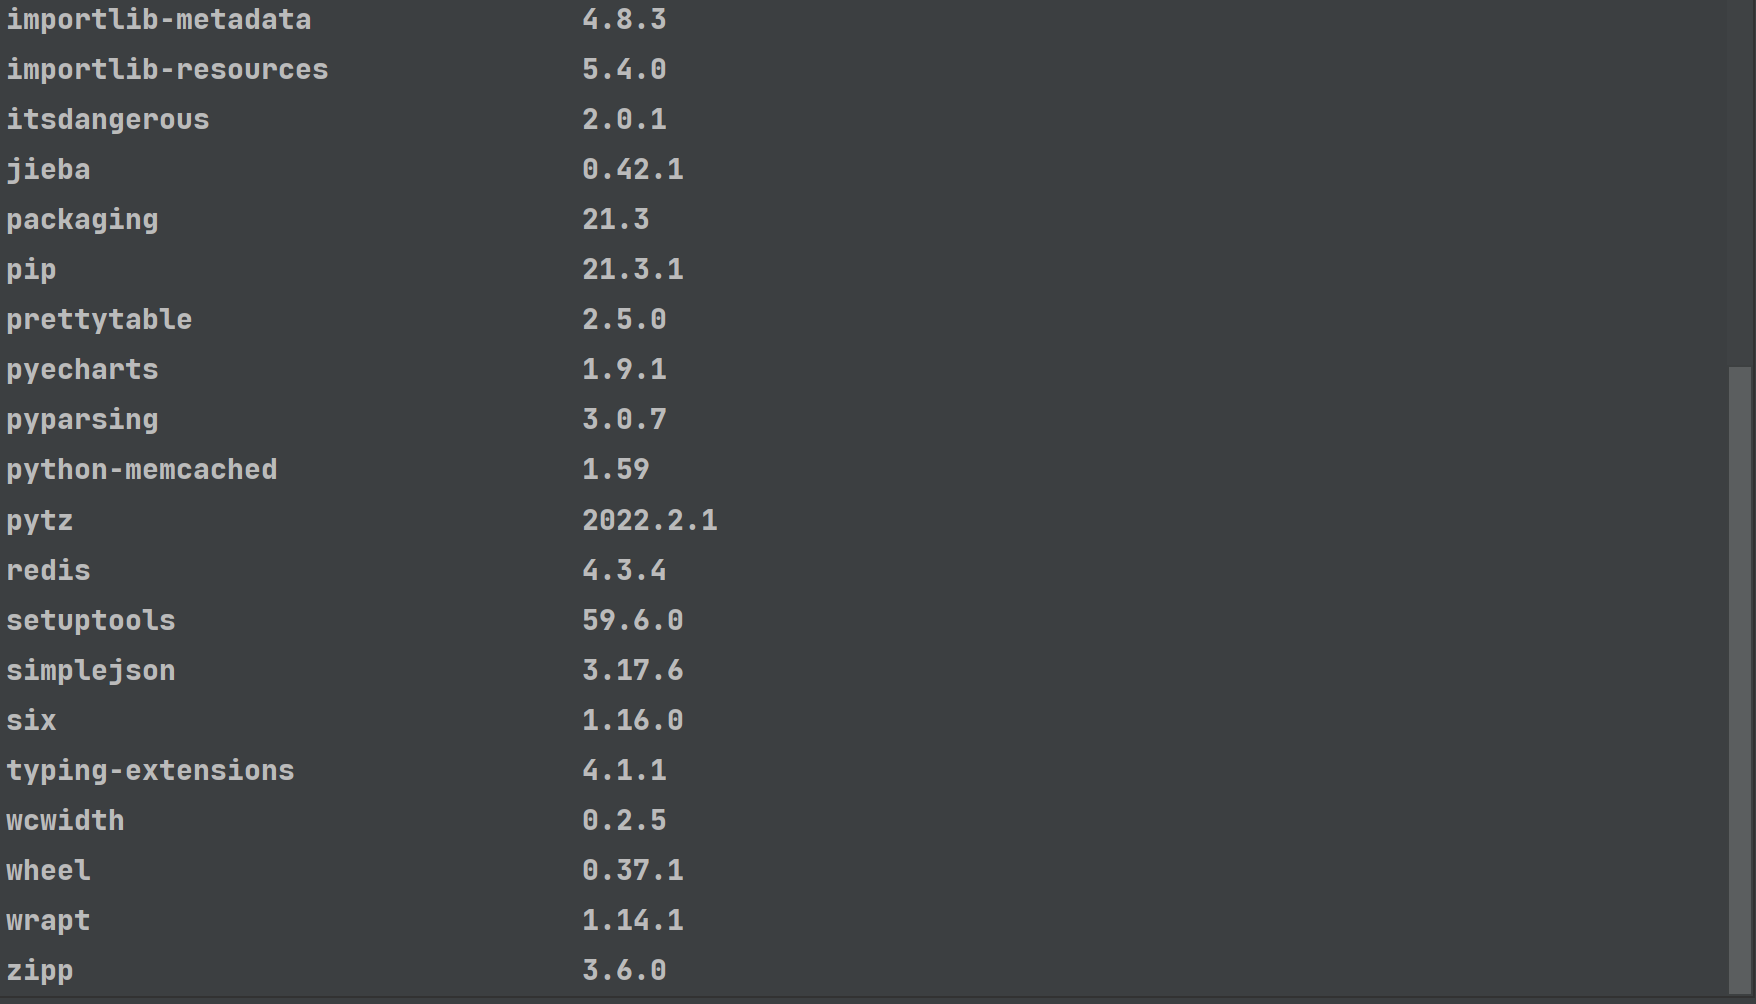 importlib-metadata 4.8.3
importlib-resources 5.4.0
itsdangerous 2.0.1
jieba 0.42.1
packaging 21.3
pip 21.3.1
prettytable 2.5.0
pyecharts 1.9.1
pyparsing 3.0.7
python-memcached 1.59
pytz 2022.2.1
redis 4.3.4
setuptools 59.6.0
simplejson 3.17.6
six 1.16.0
typing-extensions 4.1.1
wcwidth 0.2.5
wheel 0.37.1
wrapt 1.14.1
zipp 3.6.0